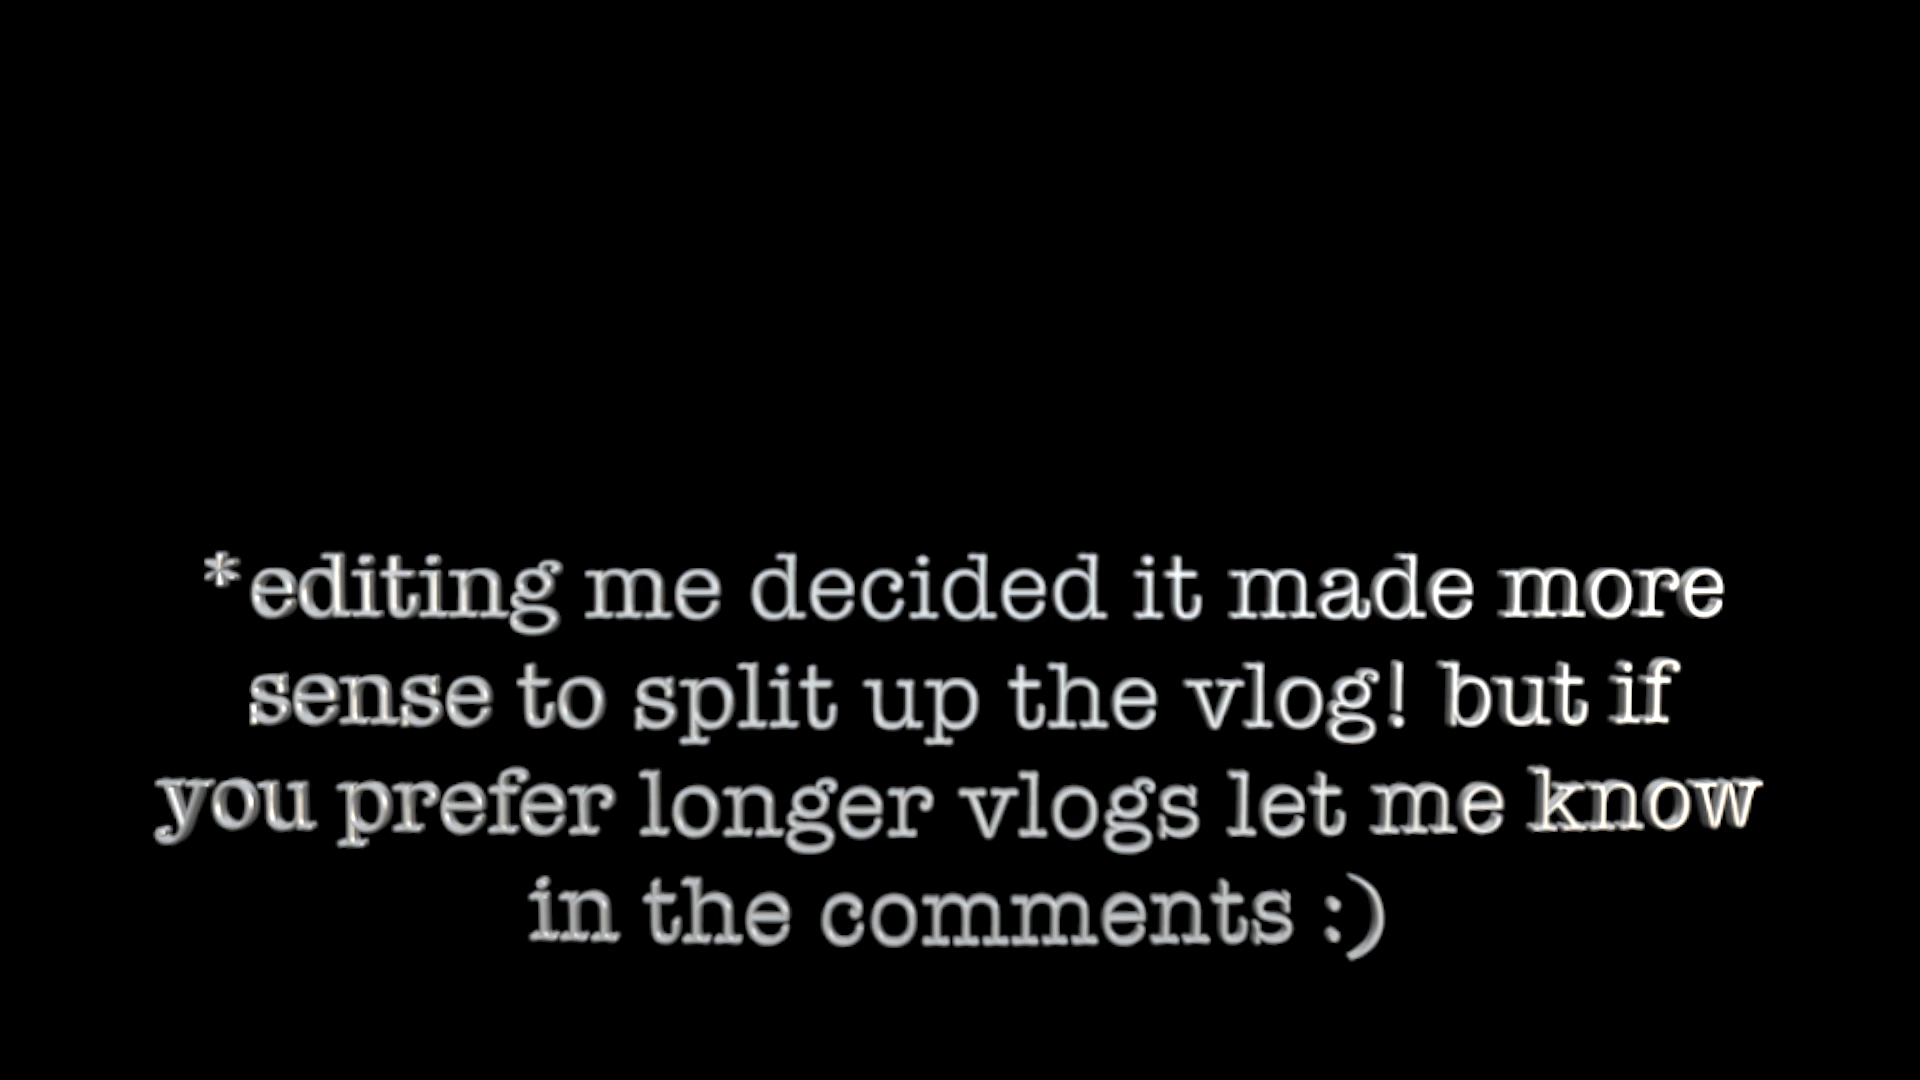 *editing me decided it made more
sense to split up the vlog! but if
you prefer longer vlogs let me know
in the comments :)